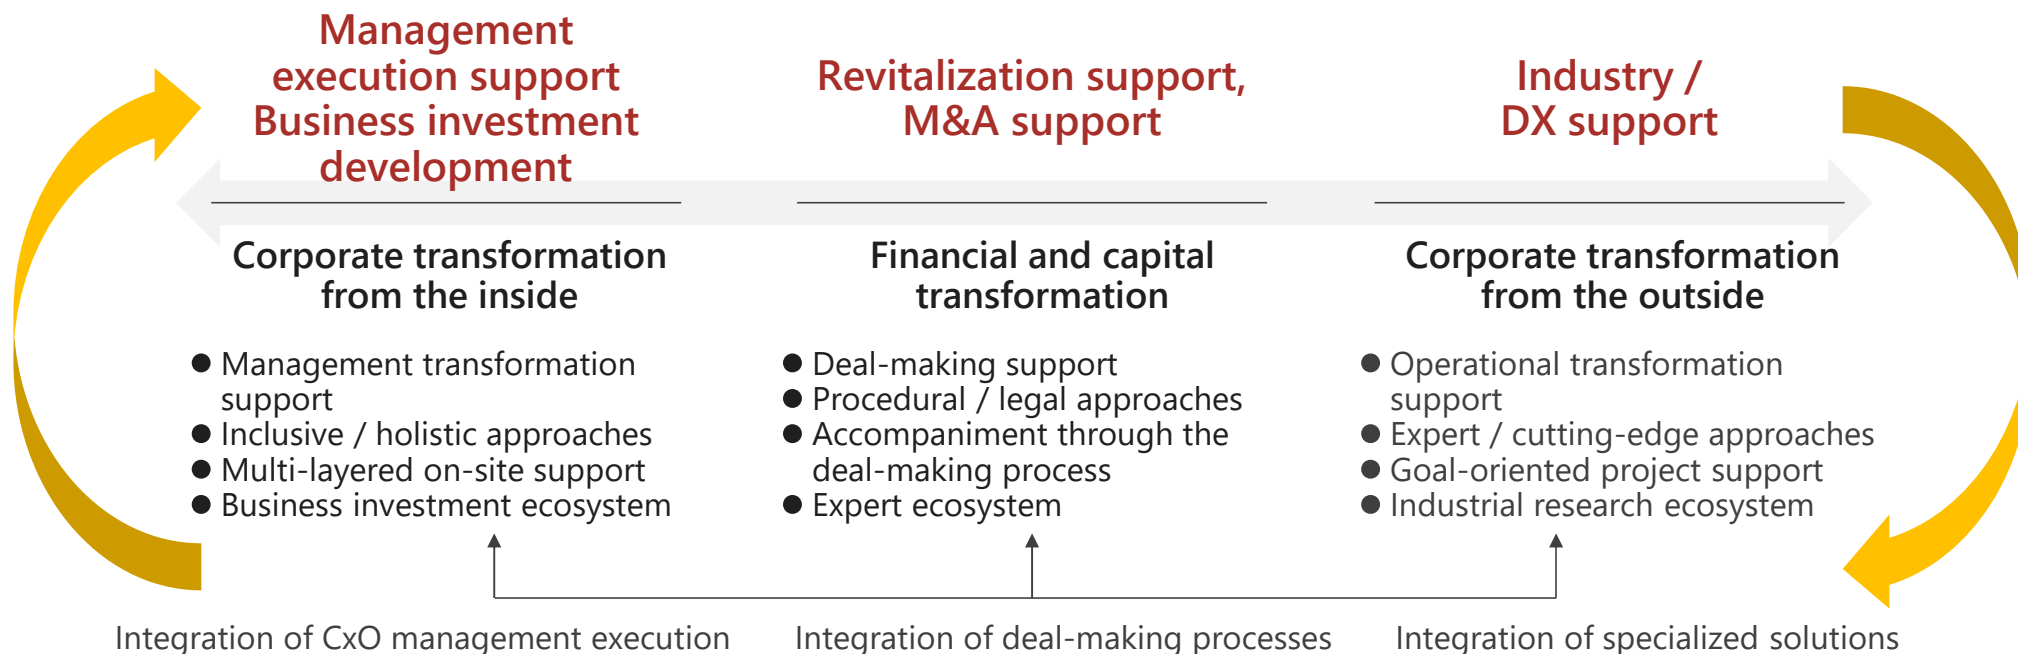 Management
execution support
Business investment
development
Corporate transformation
from the inside
● Management transformation
support
● Inclusive / holistic approaches
● Multi-layered on-site support
● Business investment ecosystem
Integration of CxO management execution
Revitalization support,
M&A support
Financial and capital
transformation
● Deal-making support
● Procedural / legal approaches
● Accompaniment through the
deal-making process
● Expert ecosystem
Integration of deal-making processes
Industry /
DX support
Corporate transformation
from the outside
● Operational transformation
support
● Expert / cutting-edge approaches
● Goal-oriented project support
● Industrial research ecosystem
Integration of specialized solutions